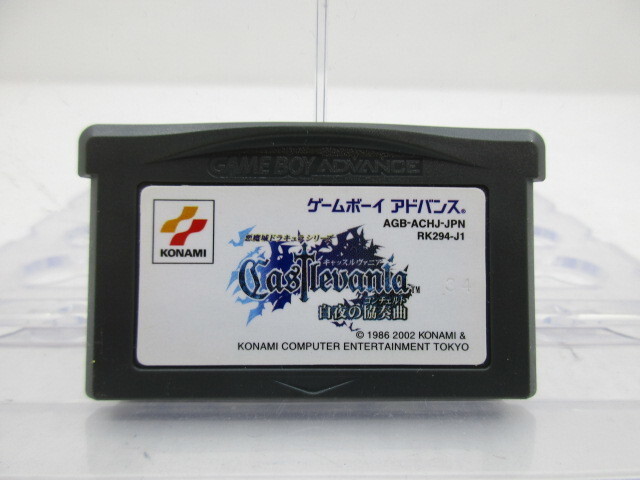 GAME BOY ADVANCE
ゲームボーイ アドバンス®
AGB-ACHJ-JPN
RK294-J1
KONAMI
悪魔城ドラキュラシリーズ
キャッスルヴァニア
Castlevania™
コンチェルト
白夜の協奏曲
04
© 1986 2002 KONAMI &
KONAMI COMPUTER ENTERTAINMENT TOKYO